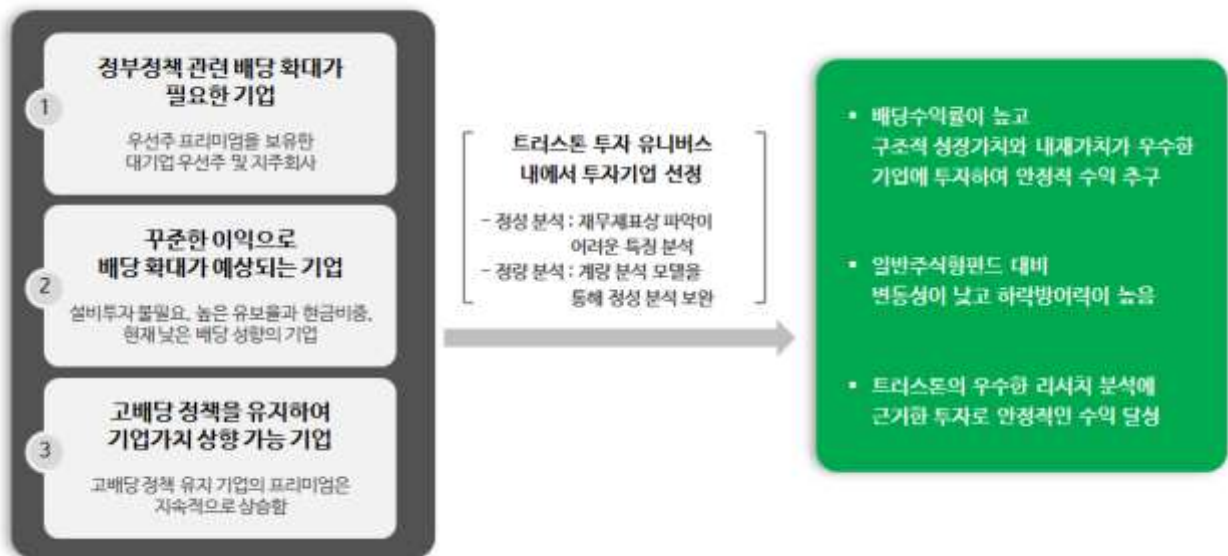 1
정부정책 관련 배당 확대가
필요한 기업
우선주 프리미엄을 보유한
대기업 우선주 및 지주회사
2
꾸준한 이익으로
배당 확대가 예상되는 기업
설비투자 불필요, 높은 유보율과 현금비중,
현재 낮은 배당 성향의 기업
3
고배당 정책을 유지하여
기업가치 상향 가능 기업
고배당 정책 유지 기업의 프리미엄은
지속적으로 상승함
트러스톤 투자 유니버스
내에서 투자기업 선정
- 정성 분석 : 재무제표상 파악이
어려운 특징 분석
- 정량 분석 : 계량 분석 모델을
통해 정성 분석 보완
▪ 배당수익률이 높고
구조적 성장가치와 내재가치가 우수한
기업에 투자하여 안정적 수익 추구
▪ 일반주식형펀드 대비
변동성이 낮고 하락방어력이 높음
▪ 트러스톤의 우수한 리서치 분석에
근거한 투자로 안정적인 수익 달성